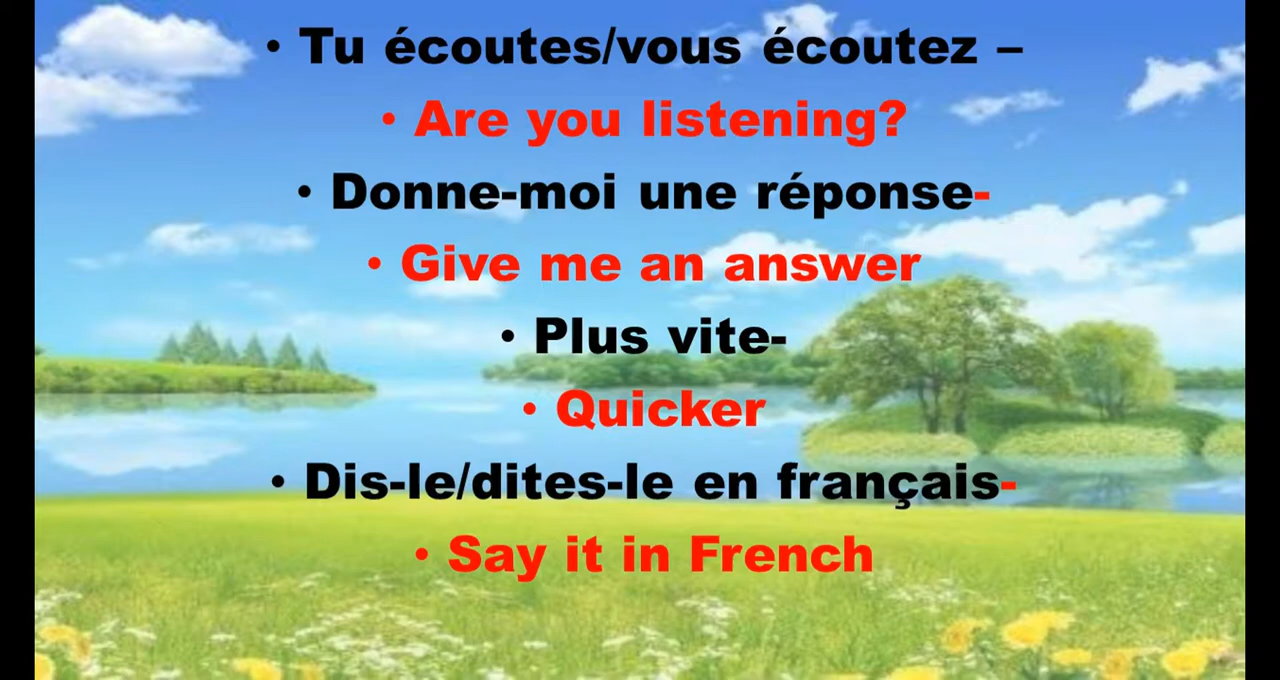 • Tu écoutes/vous écoutez –
• Are you listening?
• Donne-moi une réponse-
• Give me an answer
• Plus vite-
• Quicker
• Dis-le/dites-le en français-
• Say it in French